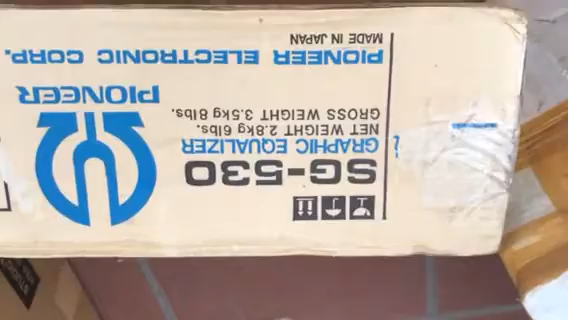 SG-530
GRAPHIC EQUALIZER
NET WEIGHT 2.8kg 6lbs.
GROSS WEIGHT 3.5kg 8lbs.
PIONEER
PIONEER ELECTRONIC CORP.
MADE IN JAPAN